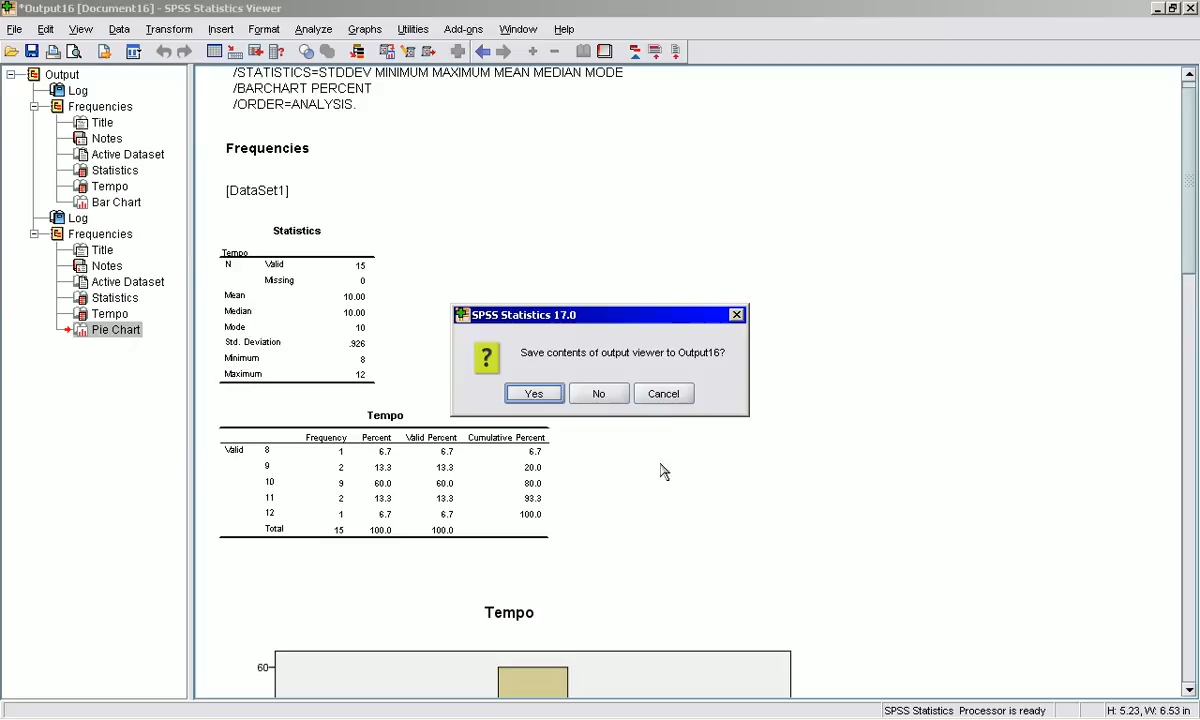 *Output16 [Document16] - SPSS Statistics Viewer
File Edit View Data Transform Insert Format Analyze Graphs Utilities Add-ons Window Help
Output
Log
Frequencies
Title
Notes
Active Dataset
Statistics
Tempo
Bar Chart
Log
Frequencies
Title
Notes
Active Dataset
Statistics
Tempo
Pie Chart
/STATISTICS=STDDEV MINIMUM MAXIMUM MEAN MEDIAN MODE
/BARCHART PERCENT
/ORDER=ANALYSIS.
Frequencies
[DataSet1]
Statistics
Tempo
N Valid 15
Missing 0
Mean 10.00
Median 10.00
Mode 10
Std. Deviation .926
Minimum 8
Maximum 12
Tempo
Frequency Percent Valid Percent Cumulative Percent
Valid 8 1 6.7 6.7 6.7
9 2 13.3 13.3 20.0
10 9 60.0 60.0 80.0
11 2 13.3 13.3 93.3
12 1 6.7 6.7 100.0
Total 15 100.0 100.0
Tempo
60
SPSS Statistics 17.0
?
Save contents of output viewer to Output16?
Yes No Cancel
SPSS Statistics Processor is ready H: 5.23, W: 6.53 in